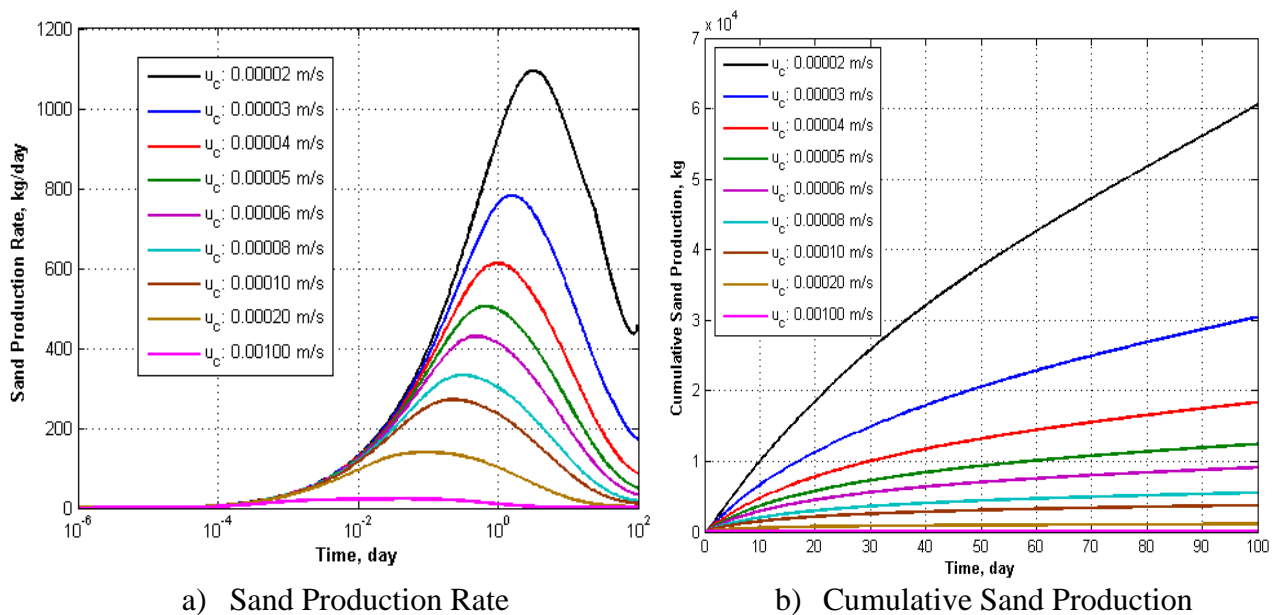 1200
1000
800
600
400
200
0
Sand Production Rate, kg/day
u_c: 0.00002 m/s
u_c: 0.00003 m/s
u_c: 0.00004 m/s
u_c: 0.00005 m/s
u_c: 0.00006 m/s
u_c: 0.00008 m/s
u_c: 0.00010 m/s
u_c: 0.00020 m/s
u_c: 0.00100 m/s
10^-6 10^-4 10^-2 10^0 10^2
Time, day
a) Sand Production Rate
x 10^4
7
6
5
4
3
2
1
0
Cumulative Sand Production, kg
u_c: 0.00002 m/s
u_c: 0.00003 m/s
u_c: 0.00004 m/s
u_c: 0.00005 m/s
u_c: 0.00006 m/s
u_c: 0.00008 m/s
u_c: 0.00010 m/s
u_c: 0.00020 m/s
u_c: 0.00100 m/s
0 10 20 30 40 50 60 70 80 90 100
Time, day
b) Cumulative Sand Production